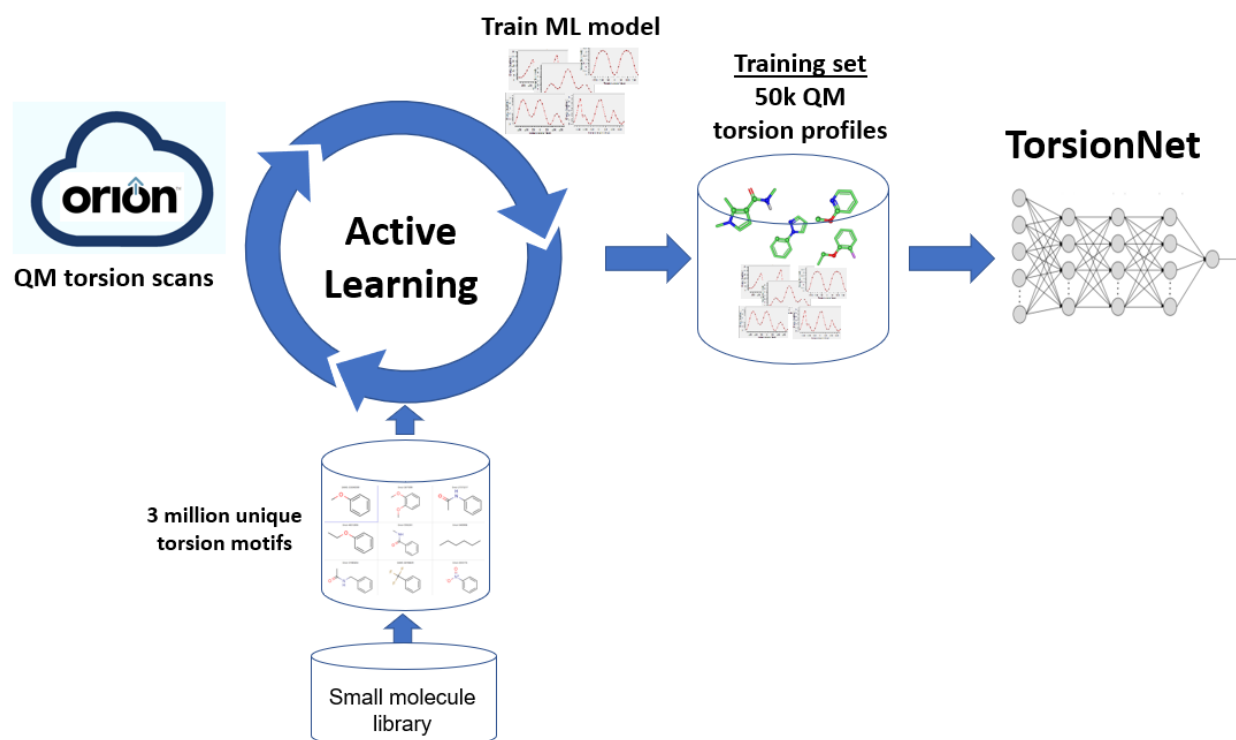 Train ML model
Training set
50k QM
torsion profiles
TorsionNet
orion
QM torsion scans
Active
Learning
3 million unique
torsion motifs
Small molecule
library